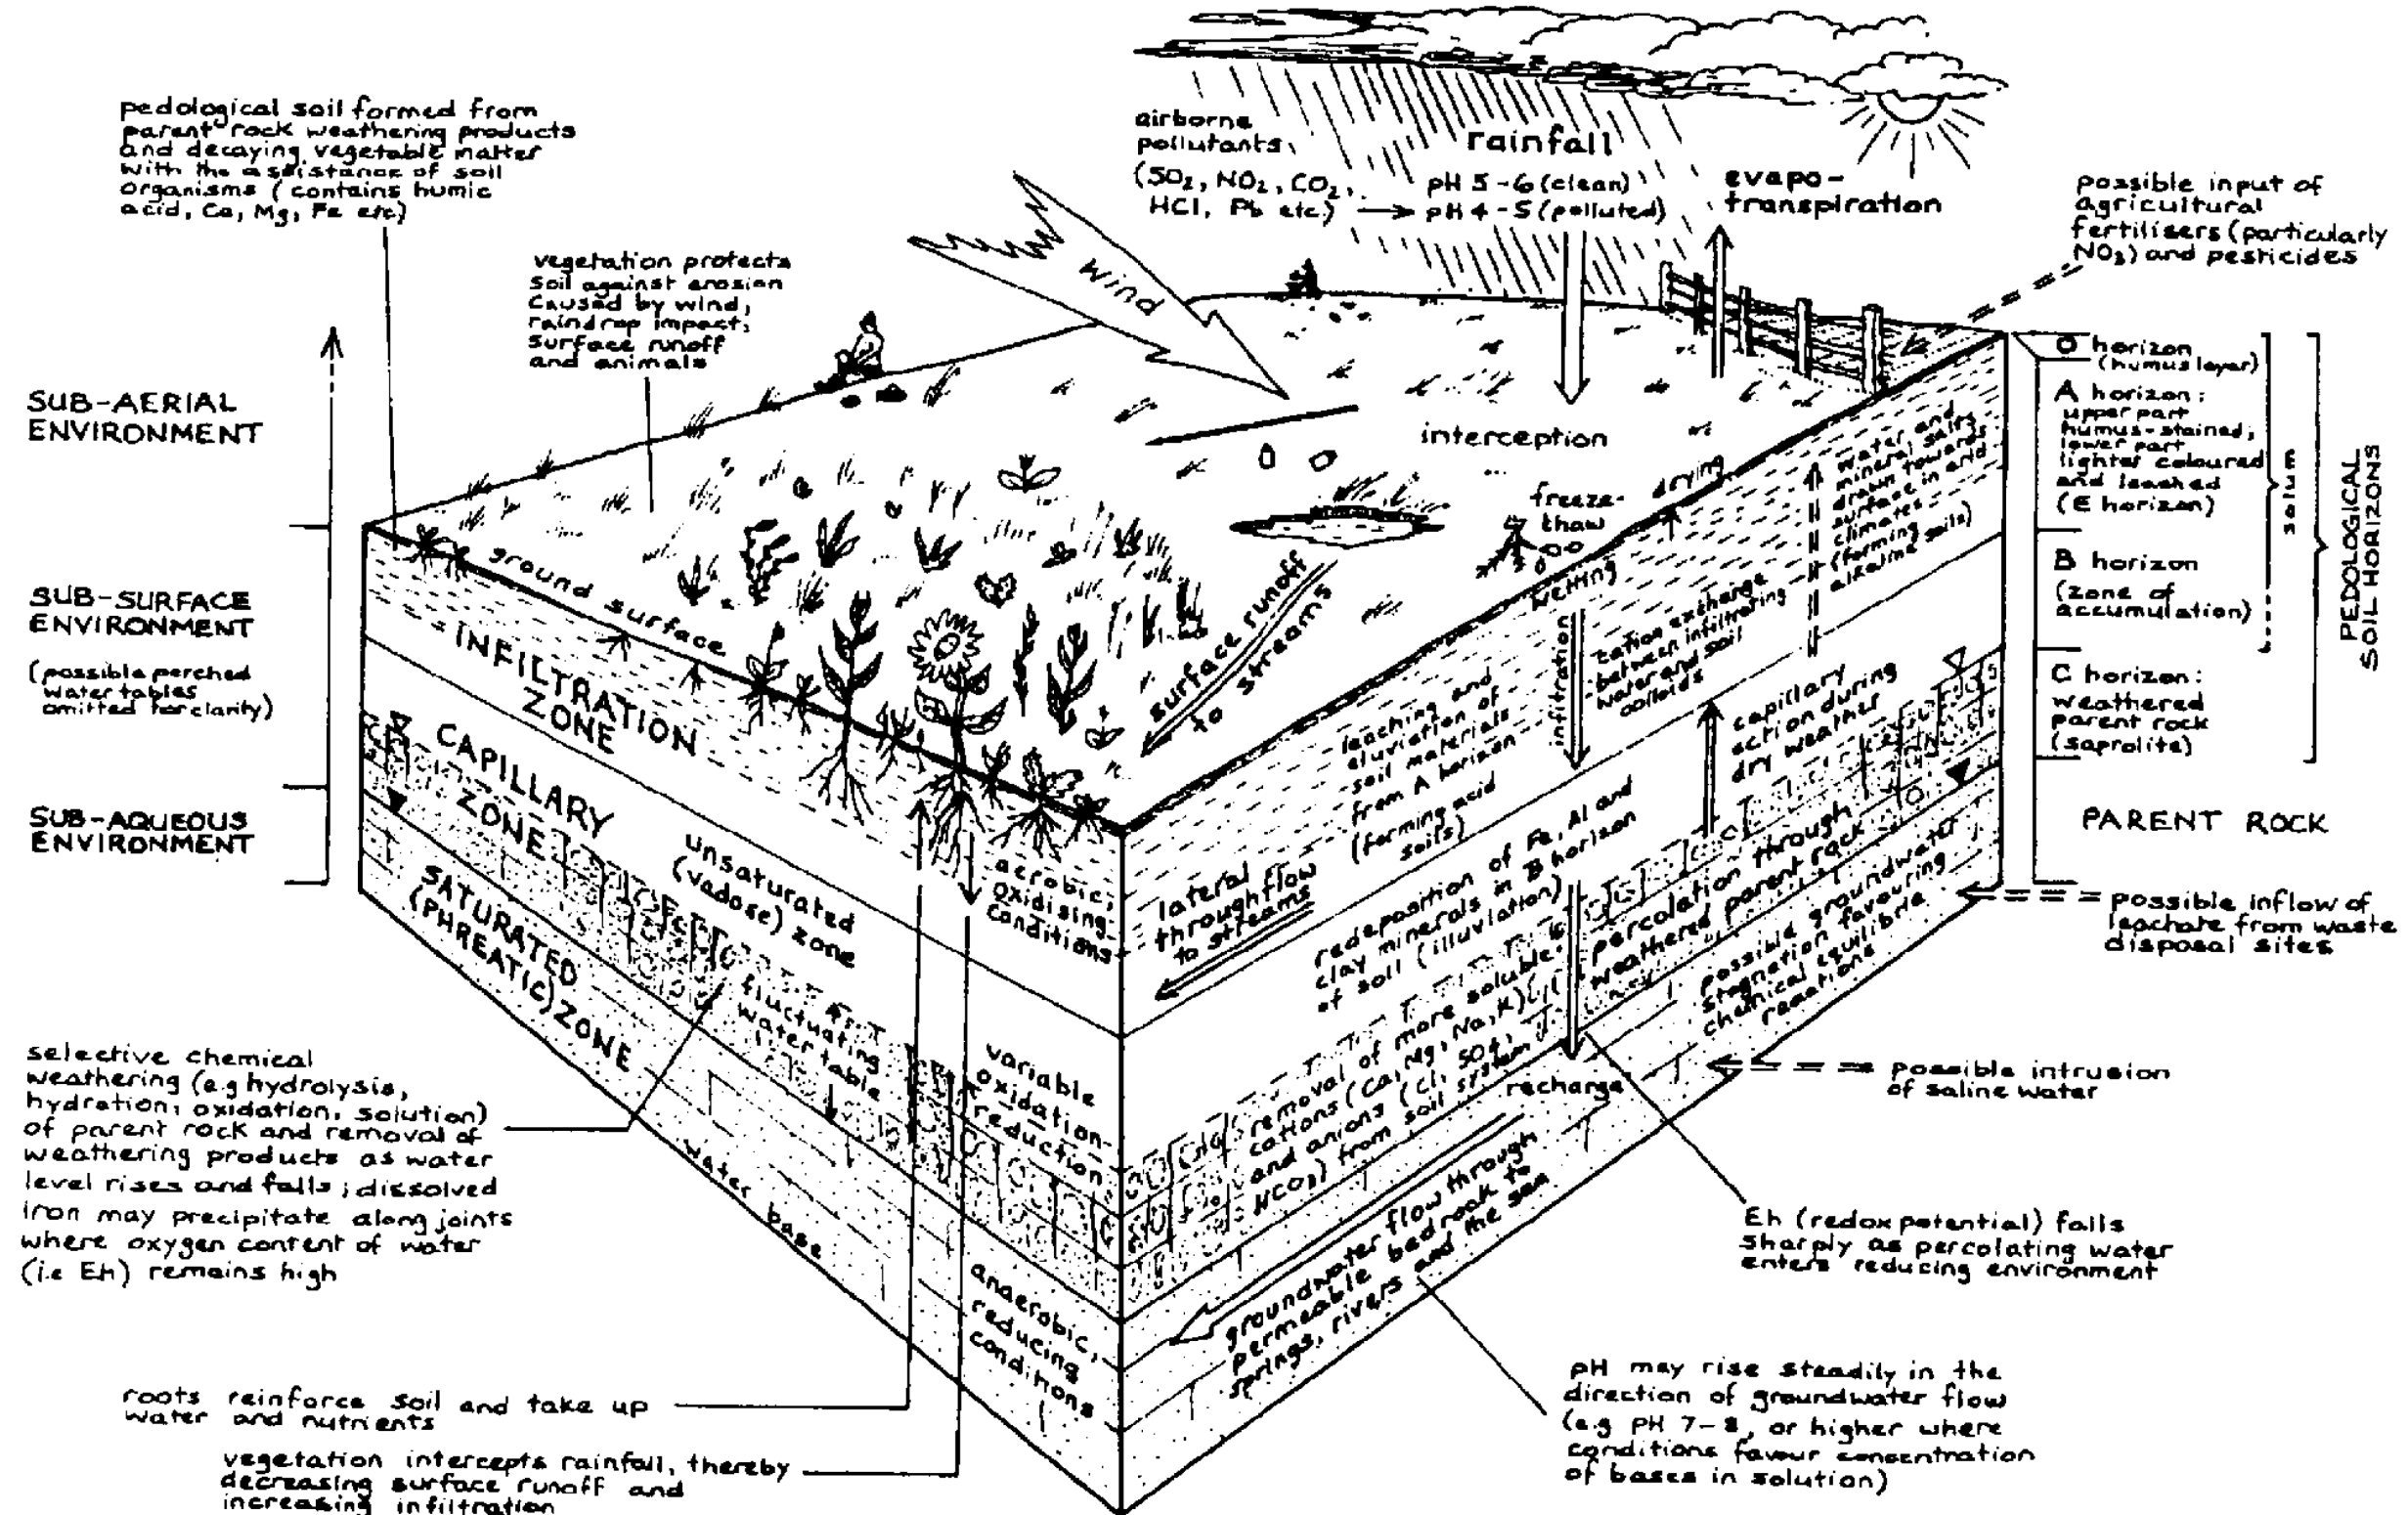 pedological soil formed from
parent rock weathering products
and decaying vegetable matter
with the assistance of soil
organisms (contains humic
acid, Ca, Mg, Fe etc)
vegetation protects
soil against erosion
caused by wind,
raindrop impact,
surface runoff
and animals
wind
airborne
pollutants
(SO₂, NO₂, CO₂,
HCl, Pb etc.)
rainfall
pH 5-6 (clean)
pH 4-5 (polluted)
evapo-
transpiration
possible input of
agricultural
fertilisers (particularly
NO₃) and pesticides
SUB-AERIAL
ENVIRONMENT
SUB-SURFACE
ENVIRONMENT
(possible perched
water tables
omitted for clarity)
SUB-AQUEOUS
ENVIRONMENT
O horizon
(humus layer)
A horizon:
upper part
humus-stained;
lower part
lighter coloured
and leached
(E horizon)
B horizon
(zone of
accumulation)
C horizon:
weathered
parent rock
(saprolite)
solum
PEDOLOGICAL
SOIL HORIZONS
PARENT ROCK
interception
freeze-
thaw
drying
wetting
ground surface
surface runoff
to streams
INFILTRATION
ZONE
CAPILLARY
ZONE
unsaturated
(vadose) zone
SATURATED
(PHREATIC) ZONE
fluctuating
water table
water base
aerobic,
oxidising
conditions
variable
oxidation-
reduction
anaerobic,
reducing
conditions
water and
mineral salts
drawn towards
surface in arid
climates
(forming
alkaline soils)
infiltration
cation exchange
between infiltrating
water and soil
colloids
leaching and
eluviation of
soil materials
from A horizon
(forming acid
soils)
lateral
throughflow
to streams
capillary
action during
dry weather
redeposition of Fe, Al and
clay minerals in B horizon
of soil (illuviation)
percolation through
weathered parent rock
removal of more soluble
cations (Ca, Mg, Na, K)
and anions (Cl, SO₄,
HCO₃) from soil system
possible groundwater
stagnation favouring
chemical equilibria
reactions
recharge
groundwater flow through
permeable bedrock to
springs, rivers and the sea
possible inflow of
leachate from waste
disposal sites
possible intrusion
of saline water
selective chemical
weathering (e.g hydrolysis,
hydration, oxidation, solution)
of parent rock and removal of
weathering products as water
level rises and falls; dissolved
iron may precipitate along joints
where oxygen content of water
(i.e Eh) remains high
Eh (redox potential) falls
sharply as percolating water
enters reducing environment
roots reinforce soil and take up
water and nutrients
vegetation intercepts rainfall, thereby
decreasing surface runoff and
increasing infiltration
pH may rise steadily in the
direction of groundwater flow
(e.g pH 7-8, or higher where
conditions favour concentration
of bases in solution)